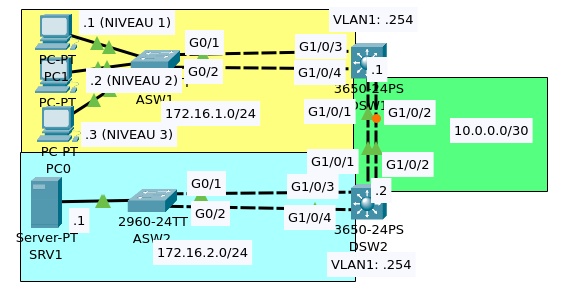 .1 (NIVEAU 1)
VLAN1: .254
G0/1
G1/0/3
PC-PT
PC1
.2 (NIVEAU 2)
G0/2
G1/0/4
.1
3650-24PS
DSW1
PC-PT
ASW1
172.16.1.0/24
G1/0/1
G1/0/2
.3 (NIVEAU 3)
10.0.0.0/30
PC-PT
PC0
G1/0/1
G1/0/2
G0/1
G1/0/3
.2
.1
2960-24TT
ASW2
G0/2
G1/0/4
3650-24PS
DSW2
Server-PT
SRV1
172.16.2.0/24
VLAN1: .254